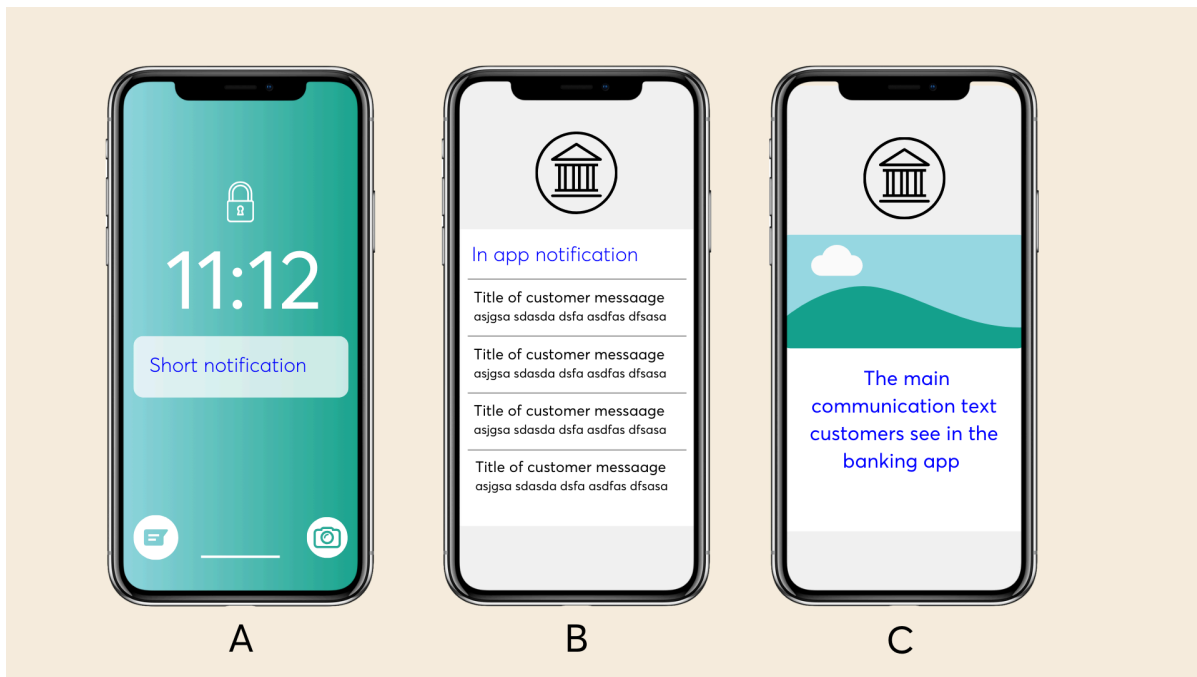 11:12
Short notification
A
In app notification
Title of customer messaage
asjgsa sdasda dsfa asdfas dfsasa
Title of customer messaage
asjgsa sdasda dsfa asdfas dfsasa
Title of customer messaage
asjgsa sdasda dsfa asdfas dfsasa
Title of customer messaage
asjgsa sdasda dsfa asdfas dfsasa
B
The main
communication text
customers see in the
banking app
C